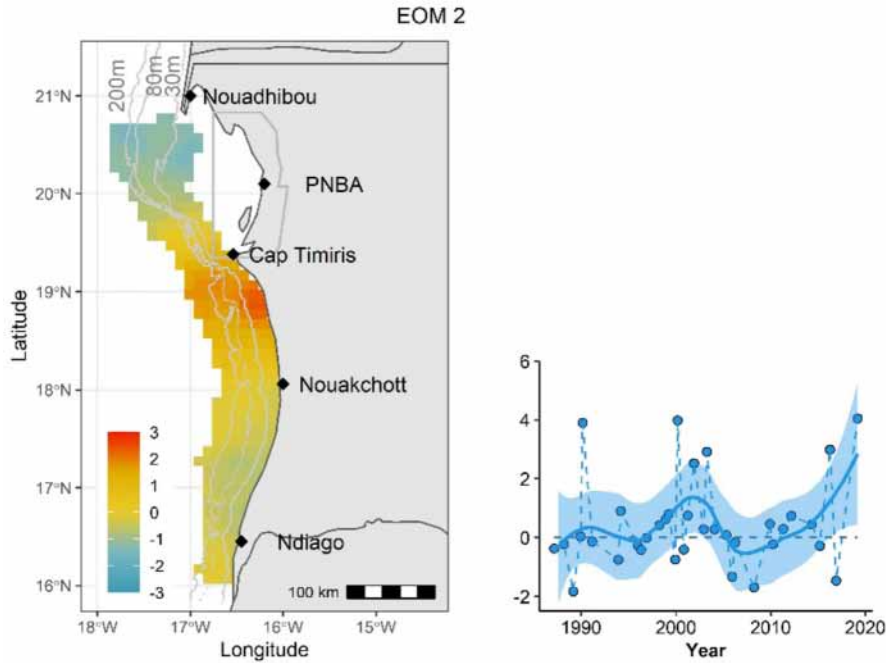 EOM 2
200m
80m
30m
21°N
20°N
19°N
18°N
17°N
16°N
Latitude
Nouadhibou
PNBA
Cap Timiris
Nouakchott
Ndiago
3
2
1
0
-1
-2
-3
100 km
18°W
17°W
16°W
15°W
Longitude
6
4
2
0
-2
1990
2000
2010
2020
Year